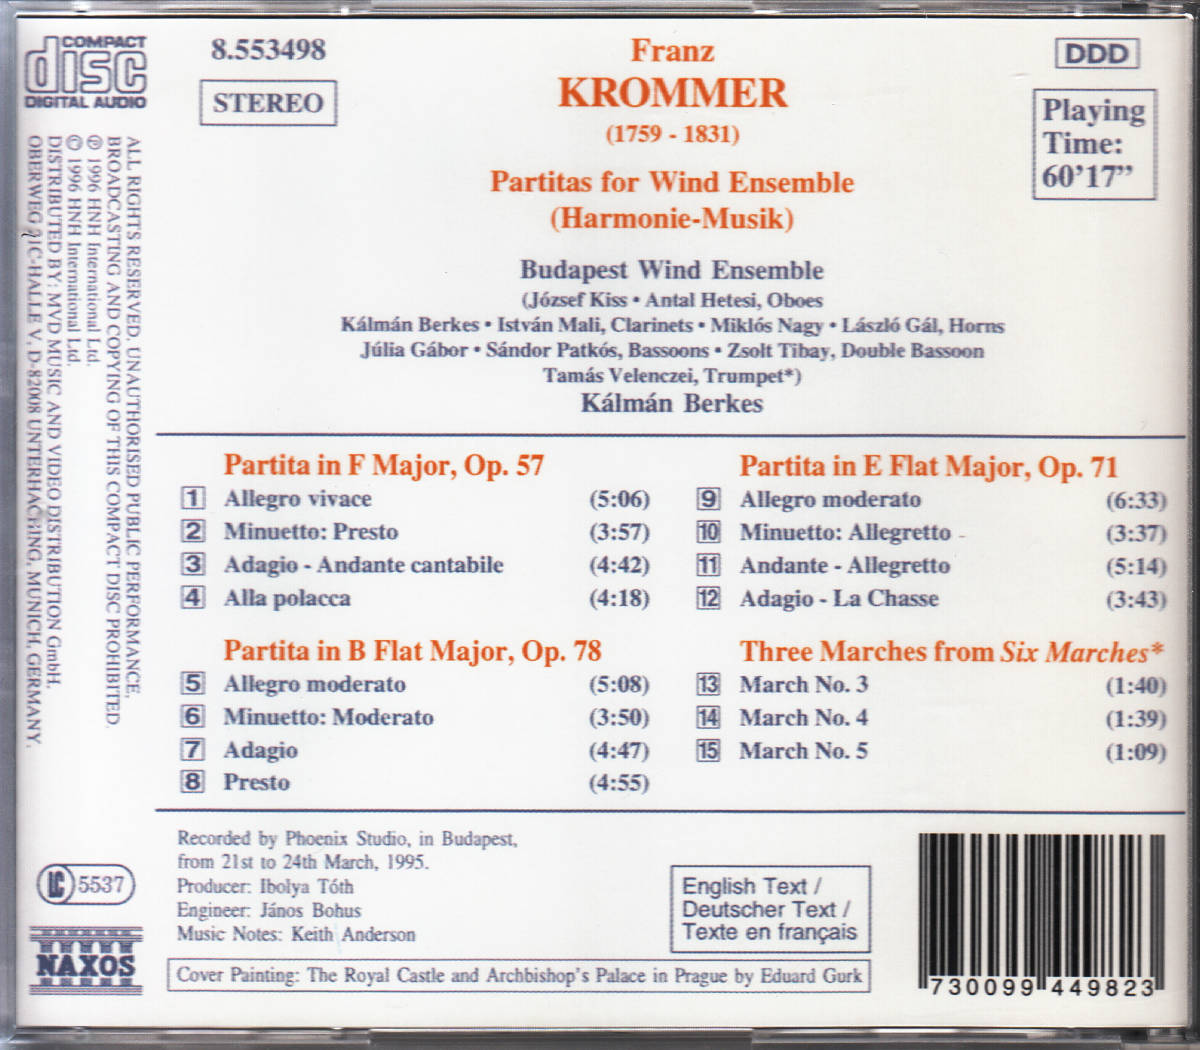 COMPACT
disc
DIGITAL AUDIO
8.553498
STEREO
Franz
KROMMER
(1759 - 1831)
Partitas for Wind Ensemble
(Harmonie-Musik)
DDD
Playing
Time:
60'17"
Budapest Wind Ensemble
(József Kiss • Antal Hetesi, Oboes
Kálmán Berkes • István Mali, Clarinets • Miklós Nagy • László Gál, Horns
Júlia Gábor • Sándor Patkós, Bassoons • Zsolt Tibay, Double Bassoon
Tamás Velenczei, Trumpet*)
Kálmán Berkes
Partita in F Major, Op. 57
1 Allegro vivace (5:06)
2 Minuetto: Presto (3:57)
3 Adagio - Andante cantabile (4:42)
4 Alla polacca (4:18)
Partita in B Flat Major, Op. 78
5 Allegro moderato (5:08)
6 Minuetto: Moderato (3:50)
7 Adagio (4:47)
8 Presto (4:55)
Partita in E Flat Major, Op. 71
9 Allegro moderato (6:33)
10 Minuetto: Allegretto (3:37)
11 Andante - Allegretto (5:14)
12 Adagio - La Chasse (3:43)
Three Marches from Six Marches*
13 March No. 3 (1:40)
14 March No. 4 (1:39)
15 March No. 5 (1:09)
ALL RIGHTS RESERVED. UNAUTHORISED PUBLIC PERFORMANCE,
BROADCASTING AND COPYING OF THIS COMPACT DISC PROHIBITED.
℗ 1996 HNH International Ltd.
© 1996 HNH International Ltd.
DISTRIBUTED BY: MVD MUSIC AND VIDEO DISTRIBUTION GmbH,
OBERWEG 21C-HALLE V, D-82008 UNTERHACHING, MUNICH, GERMANY.
LC 5537
NAXOS
Recorded by Phoenix Studio, in Budapest,
from 21st to 24th March, 1995.
Producer: Ibolya Tóth
Engineer: János Bohus
Music Notes: Keith Anderson
English Text /
Deutscher Text /
Texte en français
Cover Painting: The Royal Castle and Archbishop's Palace in Prague by Eduard Gurk
730099 449823